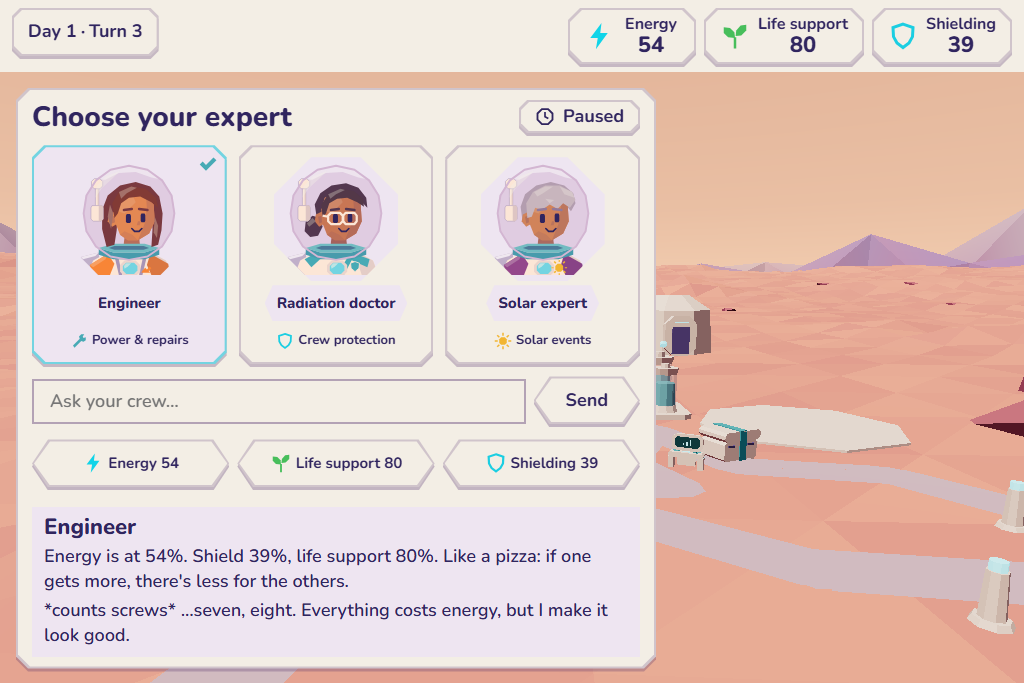 Day 1 · Turn 3
Energy
54
Life support
80
Shielding
39
Choose your expert
Paused
Engineer
Power & repairs
Radiation doctor
Crew protection
Solar expert
Solar events
Ask your crew...
Send
Energy 54
Life support 80
Shielding 39
Engineer
Energy is at 54%. Shield 39%, life support 80%. Like a pizza: if one
gets more, there's less for the others.
*counts screws* ...seven, eight. Everything costs energy, but I make it
look good.